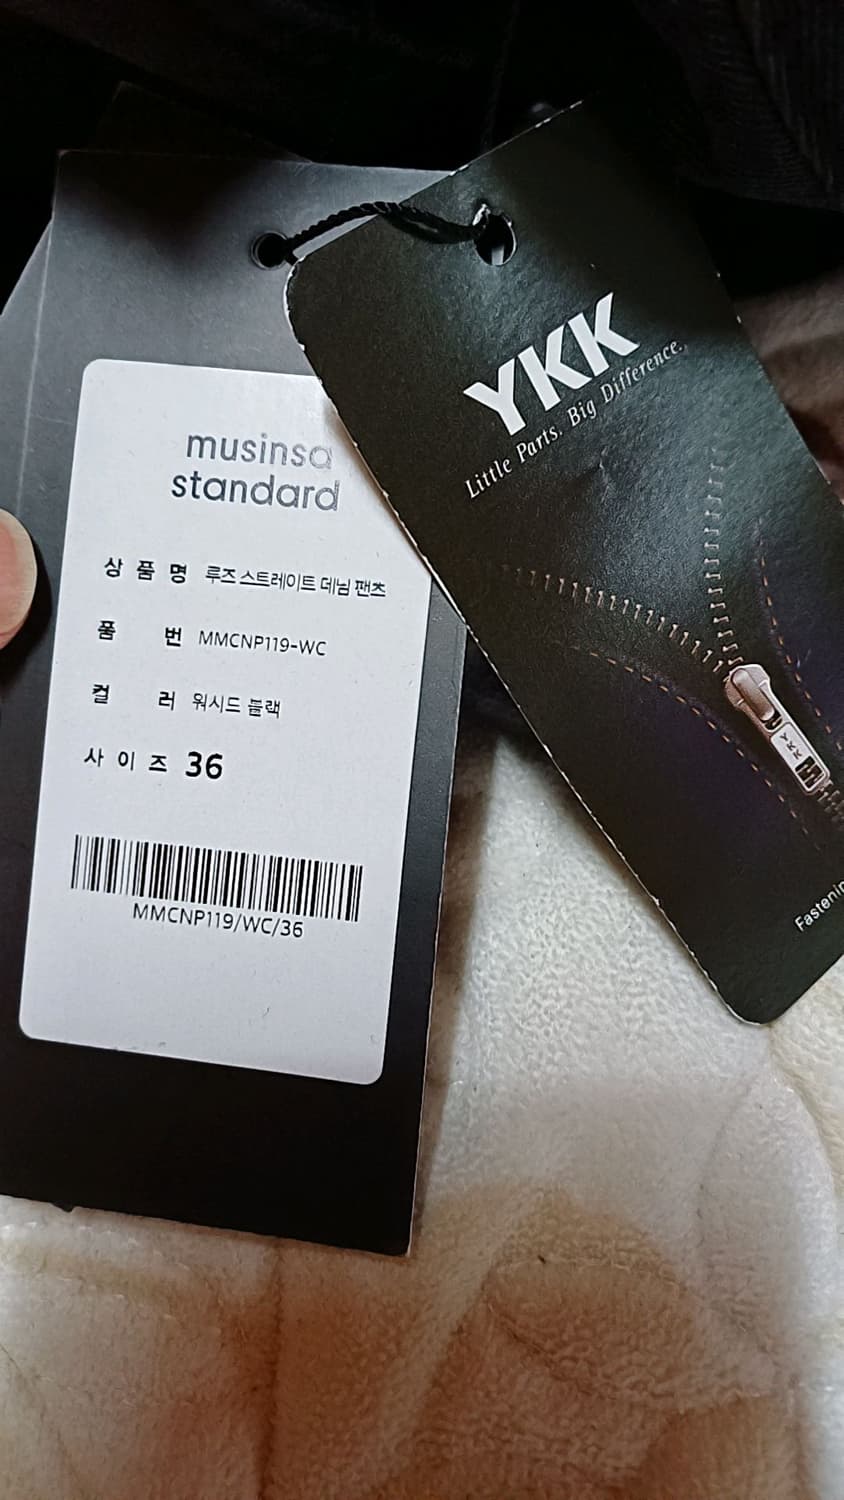 musinsa
standard
상품명 루즈 스트레이트 데님 팬츠
품번 MMCNP119-WC
컬러 워시드 블랙
사이즈 36
MMCNP119/WC/36
YKK
Little Parts. Big Difference.
YKK